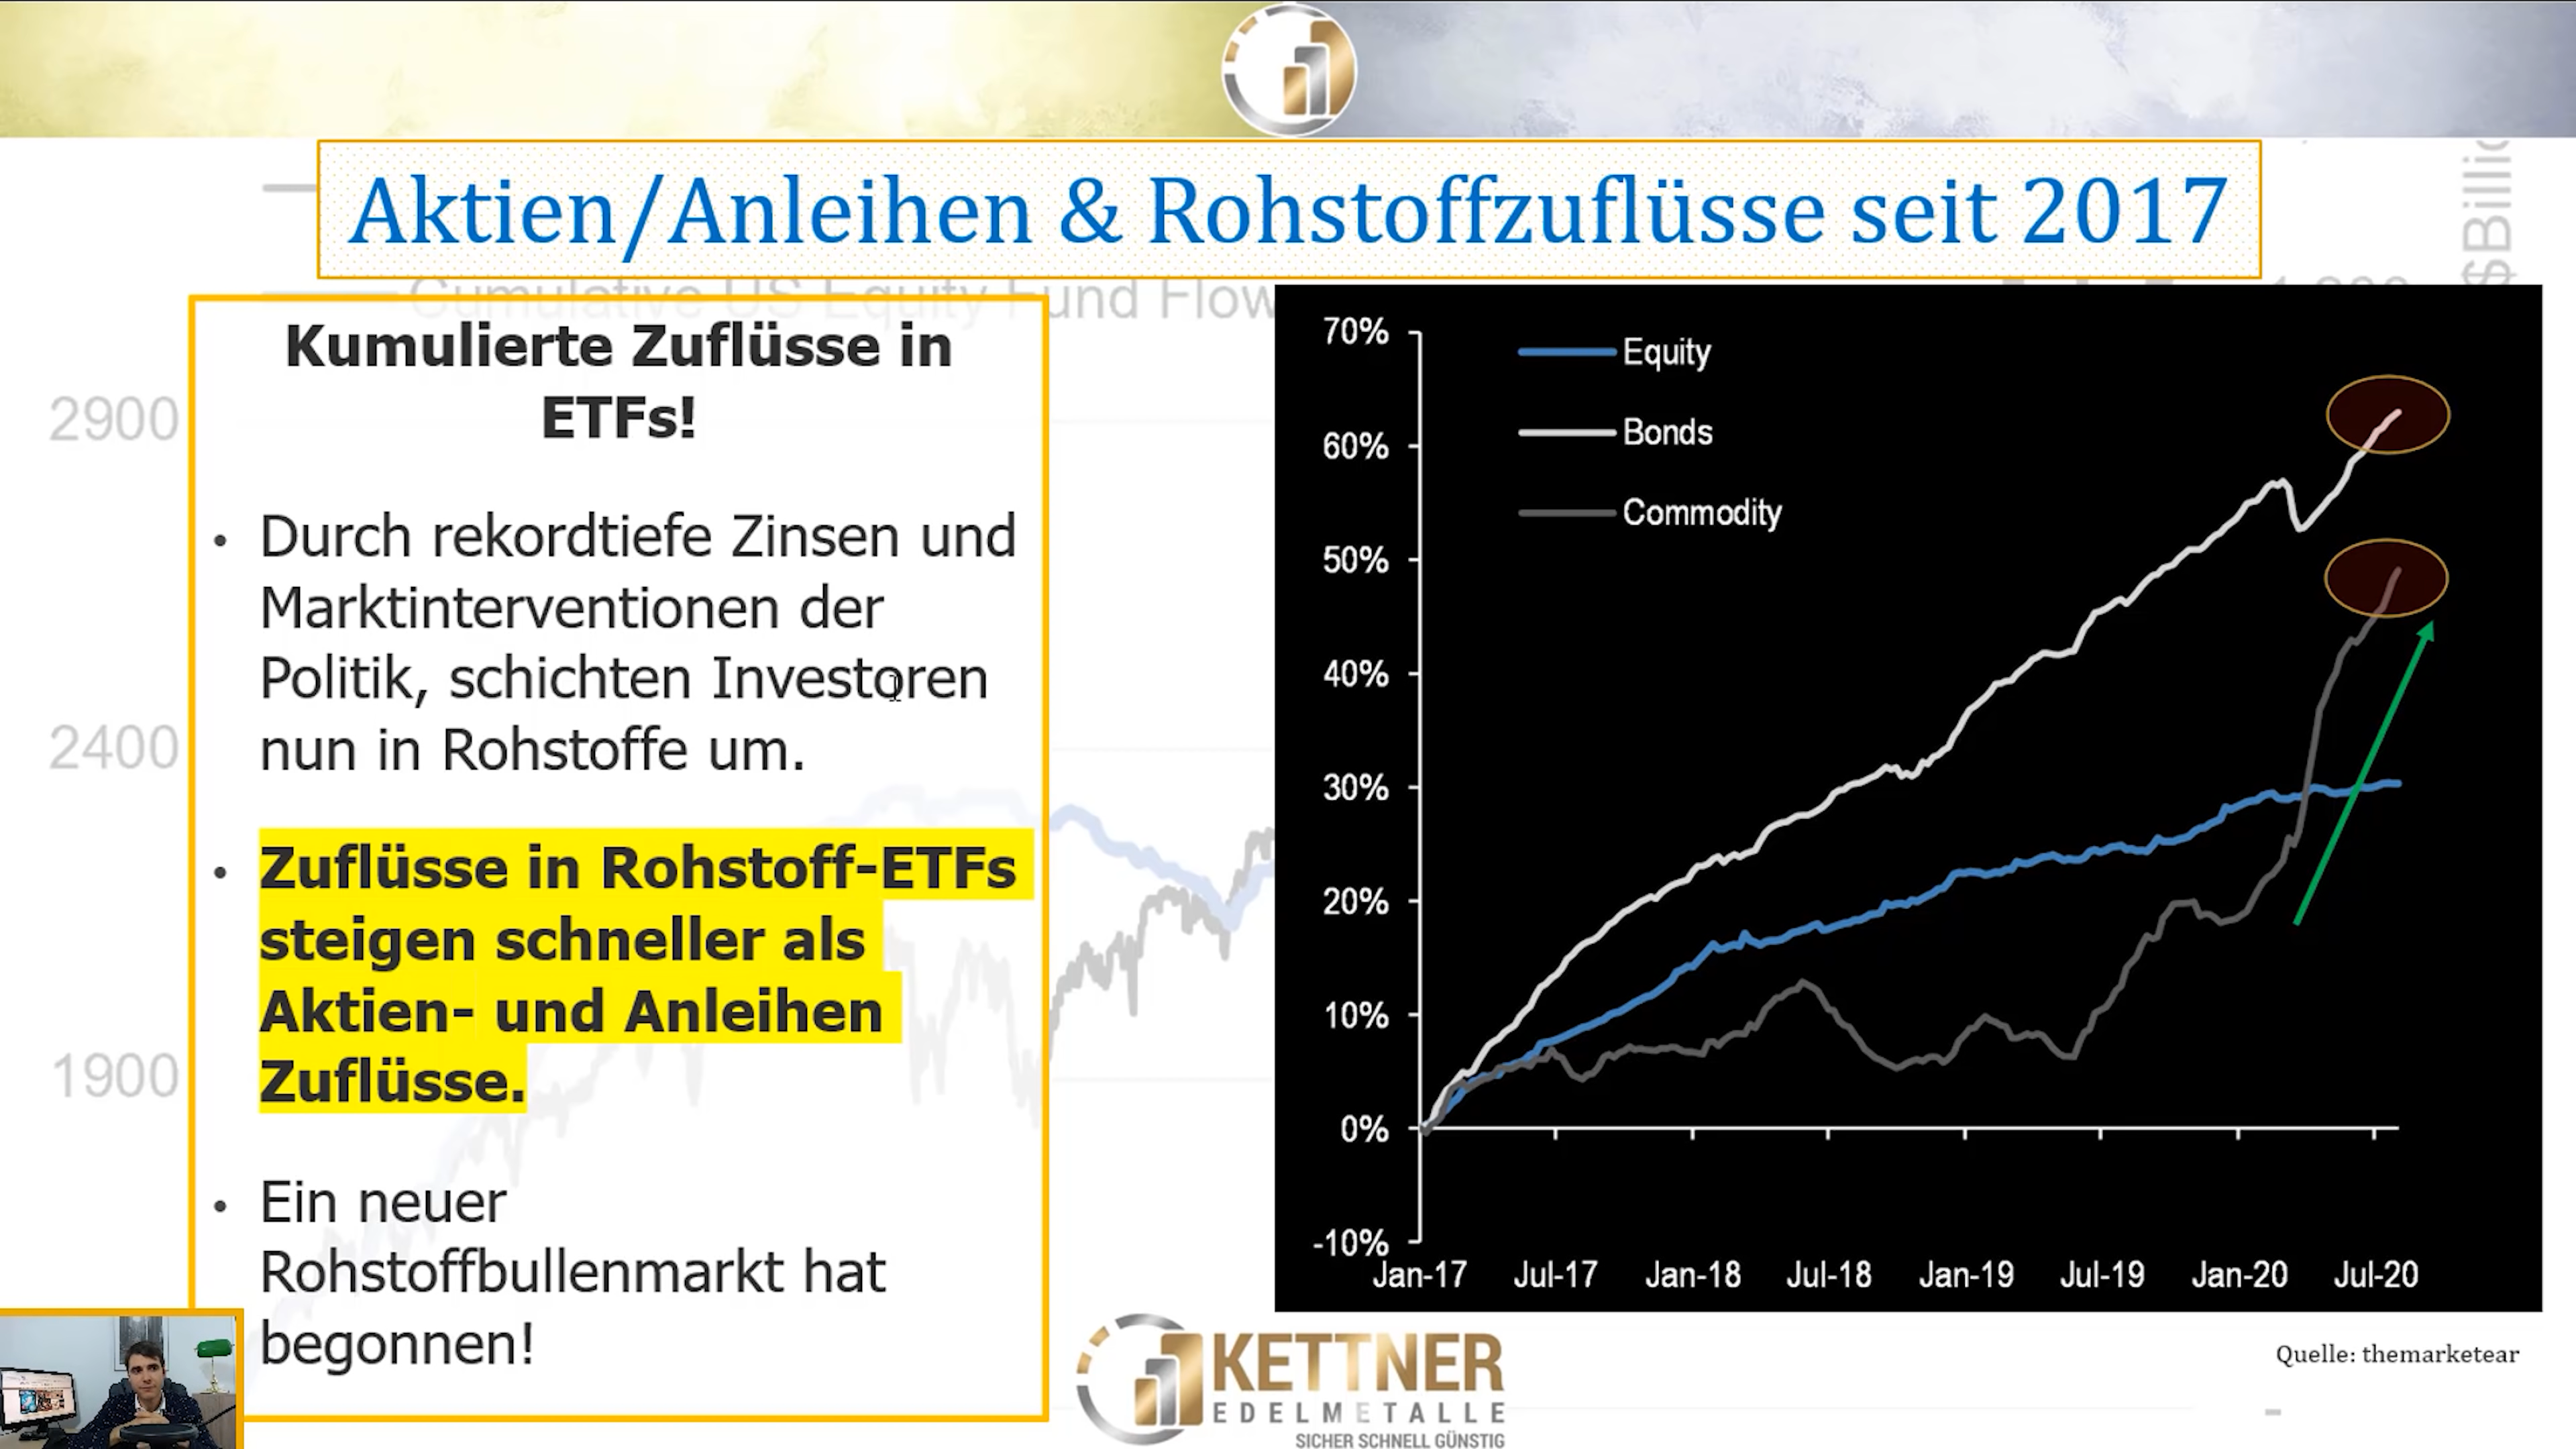 Aktien/Anleihen & Rohstoffzuflüsse seit 2017
$Billio
Cumulative US Equity Fund Flow
2900
2400
1900
Kumulierte Zuflüsse in
ETFs!
• Durch rekordtiefe Zinsen und
Marktinterventionen der
Politik, schichten Investoren
nun in Rohstoffe um.
• Zuflüsse in Rohstoff-ETFs
steigen schneller als
Aktien- und Anleihen
Zuflüsse.
• Ein neuer
Rohstoffbullenmarkt hat
begonnen!
Equity
Bonds
Commodity
70%
60%
50%
40%
30%
20%
10%
0%
-10%
Jan-17 Jul-17 Jan-18 Jul-18 Jan-19 Jul-19 Jan-20 Jul-20
KETTNER
EDELMETALLE
SICHER SCHNELL GÜNSTIG
Quelle: themarketear